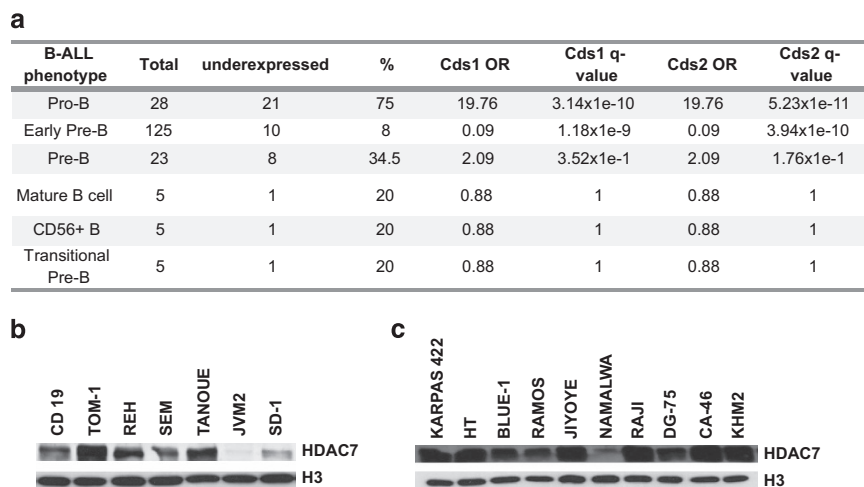 a
B-ALL phenotype Total underexpressed % Cds1 OR Cds1 q-value Cds2 OR Cds2 q-value
Pro-B 28 21 75 19.76 3.14x1e-10 19.76 5.23x1e-11
Early Pre-B 125 10 8 0.09 1.18x1e-9 0.09 3.94x1e-10
Pre-B 23 8 34.5 2.09 3.52x1e-1 2.09 1.76x1e-1
Mature B cell 5 1 20 0.88 1 0.88 1
CD56+ B 5 1 20 0.88 1 0.88 1
Transitional Pre-B 5 1 20 0.88 1 0.88 1
b
CD 19 TOM-1 REH SEM TANOUE JVM2 SD-1
HDAC7
H3
c
KARPAS 422 HT BLUE-1 RAMOS JIYOYE NAMALWA RAJI DG-75 CA-46 KHM2
HDAC7
H3